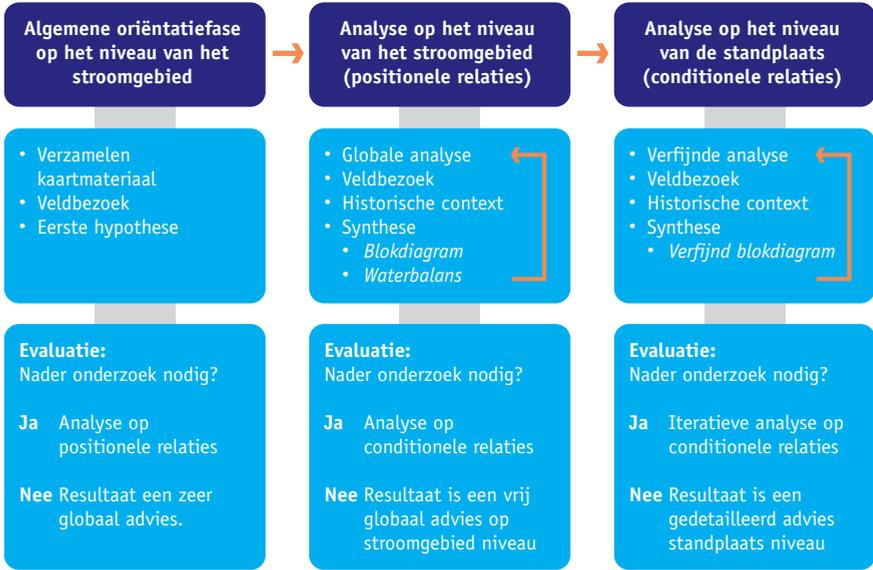 Algemene oriëntatiefase
op het niveau van het
stroomgebied
Verzamelen
kaartmateriaal
Veldbezoek
Eerste hypothese
Evaluatie:
Nader onderzoek nodig?
Ja Analyse op
positionele relaties
Nee Resultaat een zeer
globaal advies.
Analyse op het niveau
van het stroomgebied
(positionele relaties)
Globale analyse
Veldbezoek
Historische context
Synthese
Blokdiagram
Waterbalans
Evaluatie:
Nader onderzoek nodig?
Ja Analyse op
conditionele relaties
Nee Resultaat is een vrij
globaal advies op
stroomgebied niveau
Analyse op het niveau
van de standplaats
(conditionele relaties)
Verfijnde analyse
Veldbezoek
Historische context
Synthese
Verfijnd blokdiagram
Evaluatie:
Nader onderzoek nodig?
Ja Iteratieve analyse op
conditionele relaties
Nee Resultaat is een
gedetailleerd advies
standplaats niveau